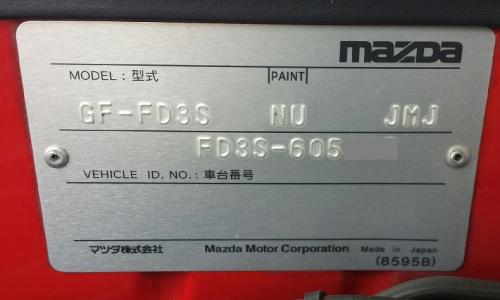 mazda
MODEL: 型式 PAINT
GF-FD3S NU JMJ
FD3S-605
VEHICLE ID. NO.: 車台番号
マツダ株式会社 Mazda Motor Corporation Made in Japan
(8595B)